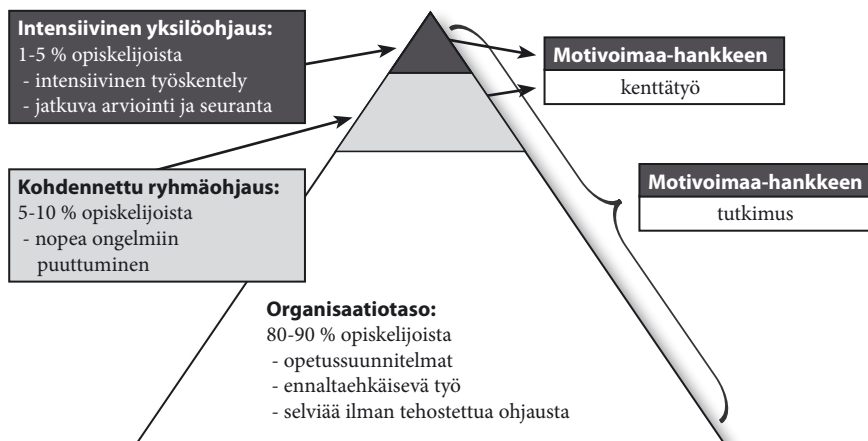 Intensiivinen yksilöohjaus:
1-5 % opiskelijoista
- intensiivinen työskentely
- jatkuva arviointi ja seuranta
Motivoimaa-hankkeen
kenttätyö
Kohdennettu ryhmäohjaus:
5-10 % opiskelijoista
- nopea ongelmiin
puuttuminen
Motivoimaa-hankkeen
tutkimus
Organisaatiotaso:
80-90 % opiskelijoista
- opetussuunnitelmat
- ennaltaehkäisevä työ
- selviää ilman tehostettua ohjausta